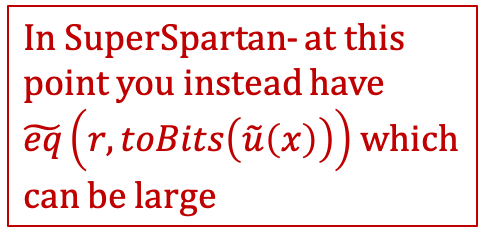 In SuperSpartan- at this
point you instead have
ẽq̃ (r, toBits(ũ(x))) which
can be large